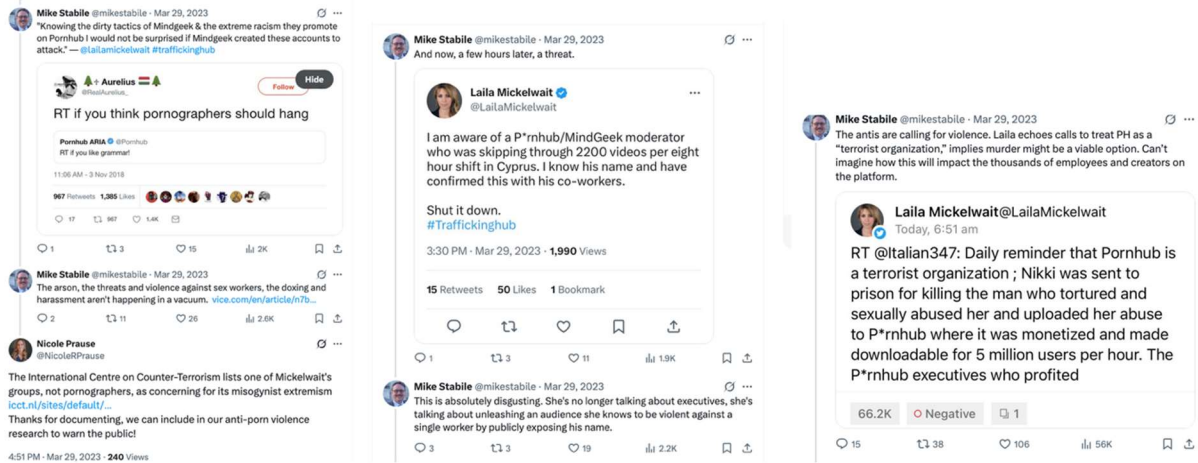 Mike Stabile @mikestabile · Mar 29, 2023
"Knowing the dirty tactics of Mindgeek & the extreme racism they promote
on Pornhub I would not be surprised if Mindgeek created these accounts to
attack." — @lailamickelwait #traffickinghub
Aurelius
@RealAurelius_
Follow
Hide
RT if you think pornographers should hang
Pornhub ARIA @Pornhub
RT if you like grammar!
11:06 AM - 3 Nov 2018
967 Retweets 1,385 Likes
17 967 1.4K
1 3 15 2K
Mike Stabile @mikestabile · Mar 29, 2023
The arson, the threats and violence against sex workers, the doxing and
harassment aren't happening in a vacuum. vice.com/en/article/n7b...
2 11 26 2.6K
Nicole Prause
@NicoleRPrause
The International Centre on Counter-Terrorism lists one of Mickelwait's
groups, not pornographers, as concerning for its misogynist extremism
icct.nl/sites/default/...
Thanks for documenting, we can include in our anti-porn violence
research to warn the public!
4:51 PM · Mar 29, 2023 · 240 Views
Mike Stabile @mikestabile · Mar 29, 2023
And now, a few hours later, a threat.
Laila Mickelwait
@LailaMickelwait
I am aware of a P*rnhub/MindGeek moderator
who was skipping through 2200 videos per eight
hour shift in Cyprus. I know his name and have
confirmed this with his co-workers.
Shut it down.
#Traffickinghub
3:30 PM · Mar 29, 2023 · 1,990 Views
15 Retweets 50 Likes 1 Bookmark
1 3 11 1.9K
Mike Stabile @mikestabile · Mar 29, 2023
This is absolutely disgusting. She's no longer talking about executives, she's
talking about unleashing an audience she knows to be violent against a
single worker by publicly exposing his name.
3 3 19 2.2K
Mike Stabile @mikestabile · Mar 29, 2023
The antis are calling for violence. Laila echoes calls to treat PH as a
"terrorist organization," implies murder might be a viable option. Can't
imagine how this will impact the thousands of employees and creators on
the platform.
Laila Mickelwait@LailaMickelwait
Today, 6:51 am
RT @Italian347: Daily reminder that Pornhub is
a terrorist organization ; Nikki was sent to
prison for killing the man who tortured and
sexually abused her and uploaded her abuse
to P*rnhub where it was monetized and made
downloadable for 5 million users per hour. The
P*rnhub executives who profited
66.2K Negative 1
15 38 106 56K